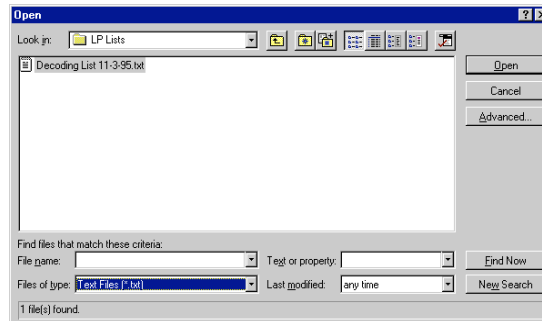 Open
Look in: LP Lists
Decoding List 11-3-95.txt
Open
Cancel
Advanced...
Find files that match these criteria:
File name: Text or property: Find Now
Files of type: Text Files (*.txt) Last modified: any time New Search
1 file(s) found.